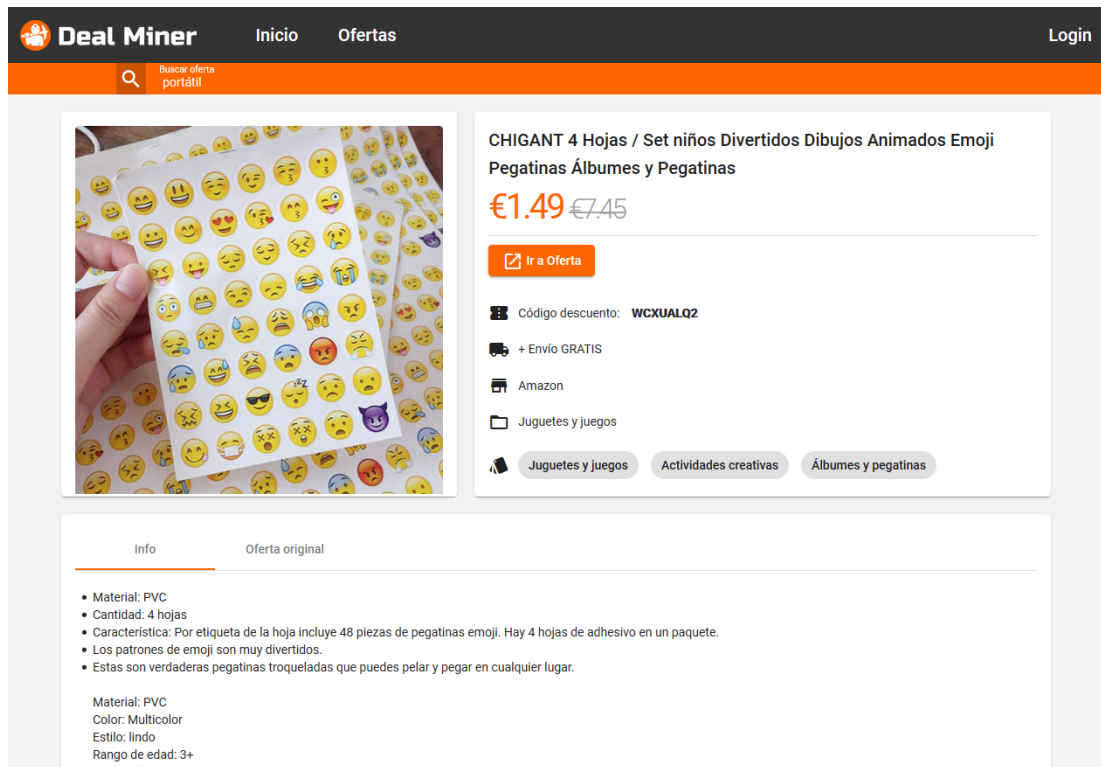 Deal Miner Inicio Ofertas Login
Buscar oferta
portátil
CHIGANT 4 Hojas / Set niños Divertidos Dibujos Animados Emoji
Pegatinas Álbumes y Pegatinas
€1.49 €7.45
Ir a Oferta
Código descuento: WCXUALQ2
+ Envío GRATIS
Amazon
Juguetes y juegos
Juguetes y juegos Actividades creativas Álbumes y pegatinas
Info Oferta original
• Material: PVC
• Cantidad: 4 hojas
• Característica: Por etiqueta de la hoja incluye 48 piezas de pegatinas emoji. Hay 4 hojas de adhesivo en un paquete.
• Los patrones de emoji son muy divertidos.
• Estas son verdaderas pegatinas troqueladas que puedes pelar y pegar en cualquier lugar.
Material: PVC
Color: Multicolor
Estilo: lindo
Rango de edad: 3+